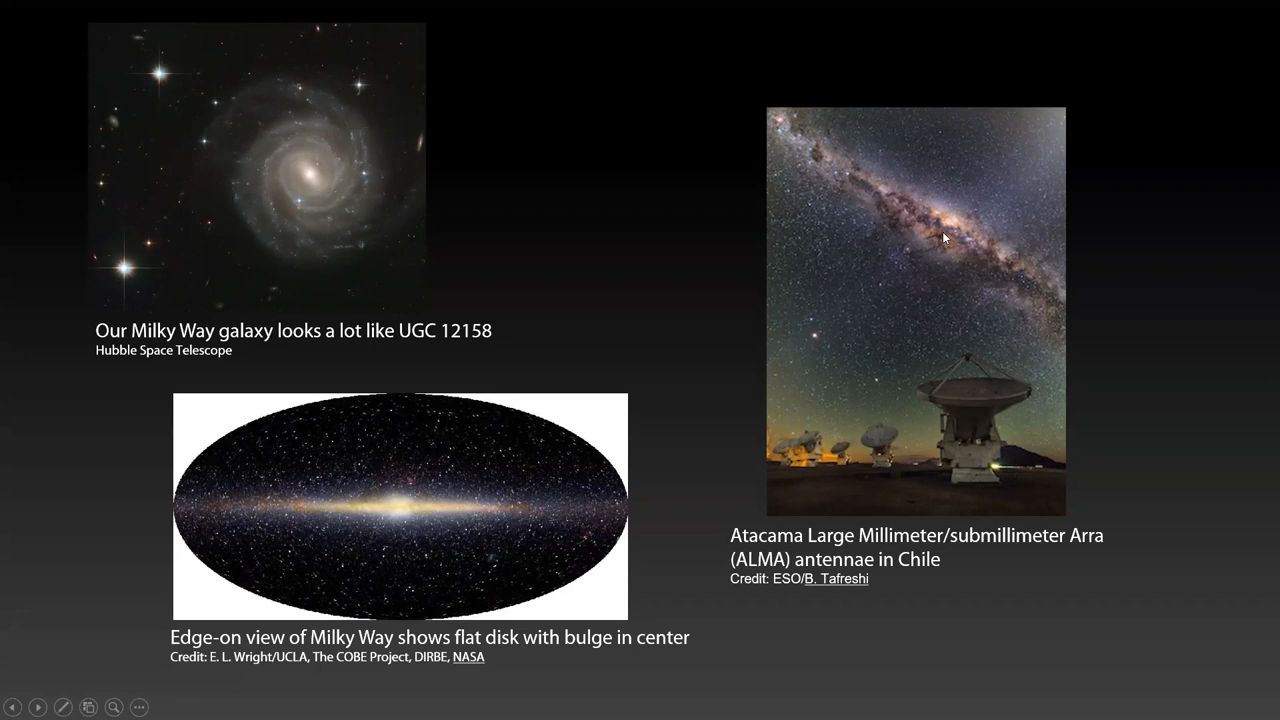 Our Milky Way galaxy looks a lot like UGC 12158
Hubble Space Telescope
Edge-on view of Milky Way shows flat disk with bulge in center
Credit: E. L. Wright/UCLA, The COBE Project, DIRBE, NASA
Atacama Large Millimeter/submillimeter Arra
(ALMA) antennae in Chile
Credit: ESO/B. Tafreshi